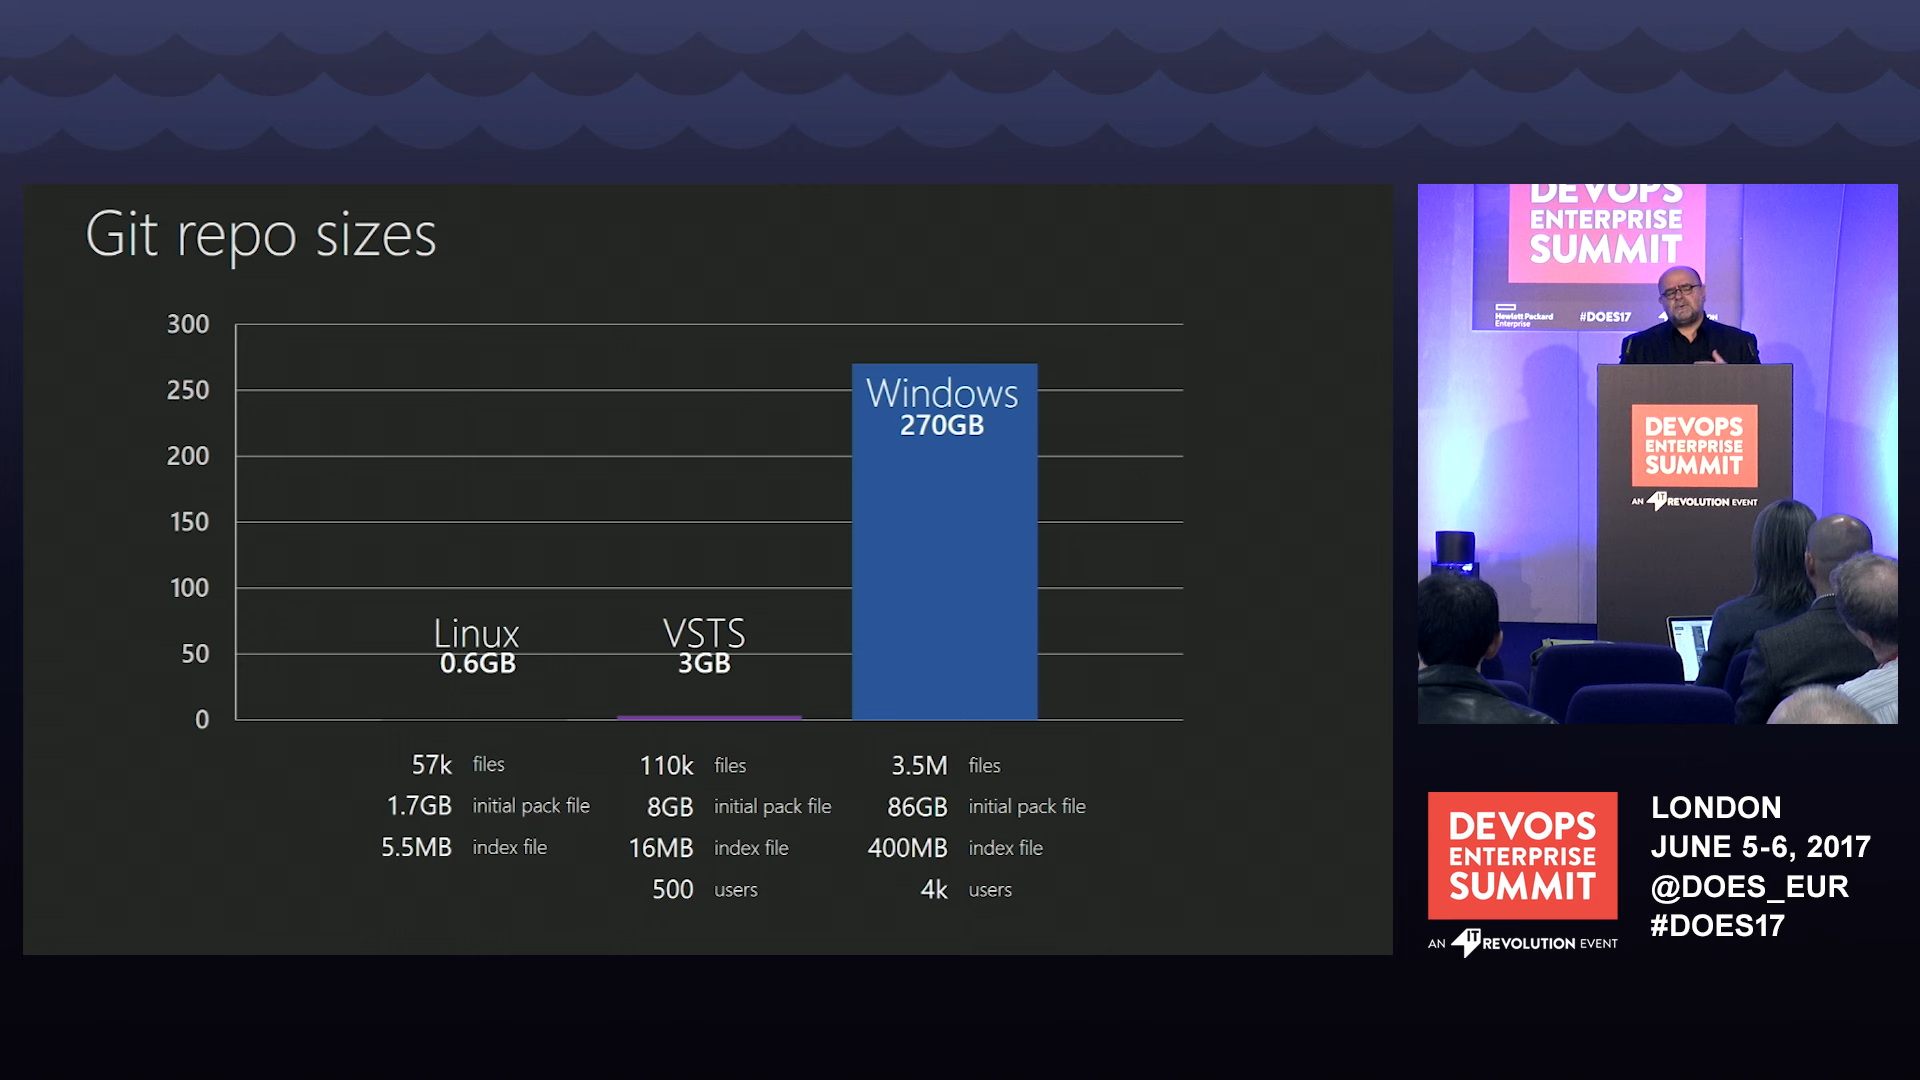 Git repo sizes
300
250
200
150
100
50
0
Linux
0.6GB
VSTS
3GB
Windows
270GB
57k files
1.7GB initial pack file
5.5MB index file
110k files
8GB initial pack file
16MB index file
500 users
3.5M files
86GB initial pack file
400MB index file
4k users
DEVOPS
ENTERPRISE
SUMMIT
Hewlett Packard
Enterprise
#DOES17
DEVOPS
ENTERPRISE
SUMMIT
AN IT REVOLUTION EVENT
DEVOPS
ENTERPRISE
SUMMIT
AN IT REVOLUTION EVENT
LONDON
JUNE 5-6, 2017
@DOES_EUR
#DOES17